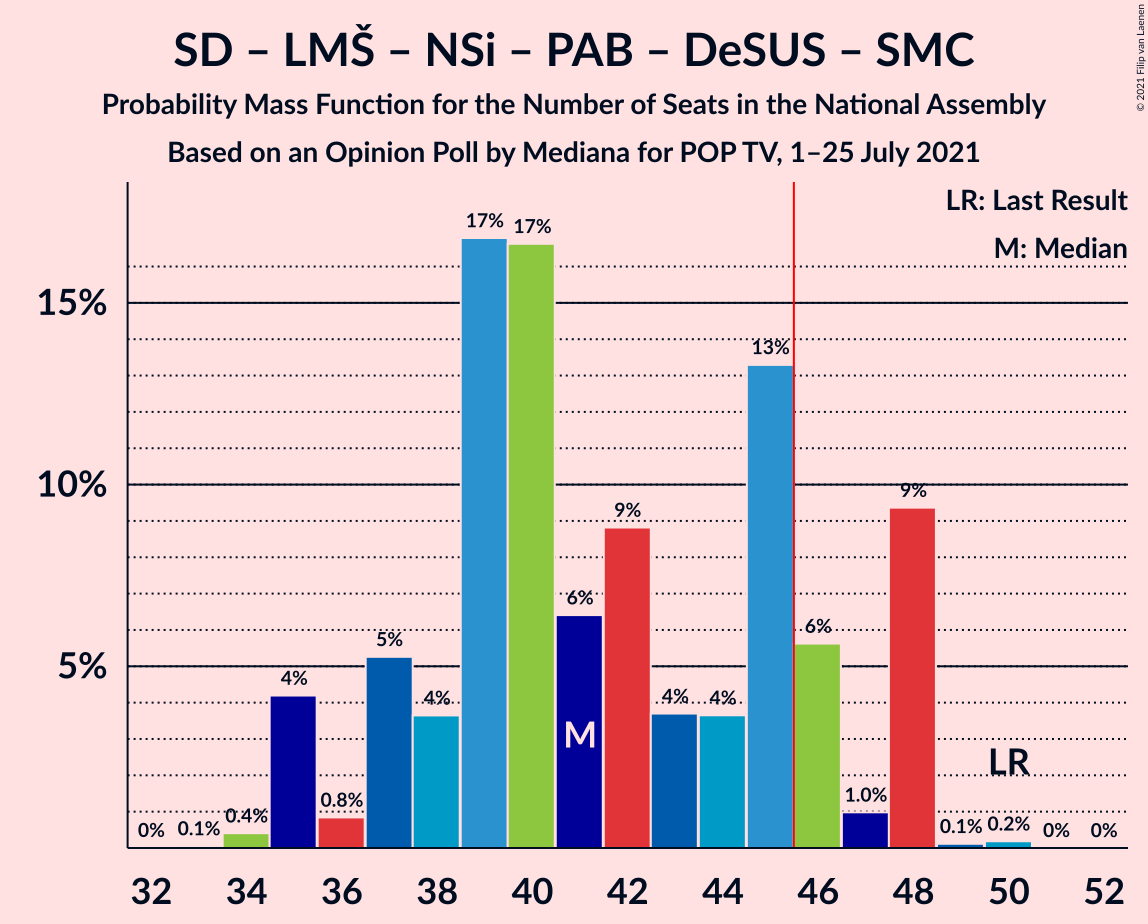 SD – LMŠ – NSi – PAB – DeSUS – SMC
Probability Mass Function for the Number of Seats in the National Assembly
Based on an Opinion Poll by Mediana for POP TV, 1–25 July 2021
© 2021 Filip van Laenen
LR: Last Result
M: Median
15%
10%
5%
0%
0.1%
0.4%
4%
0.8%
5%
4%
17%
17%
6%
9%
4%
4%
13%
6%
1.0%
9%
0.1%
0.2%
0%
0%
M
LR
32 34 36 38 40 42 44 46 48 50 52